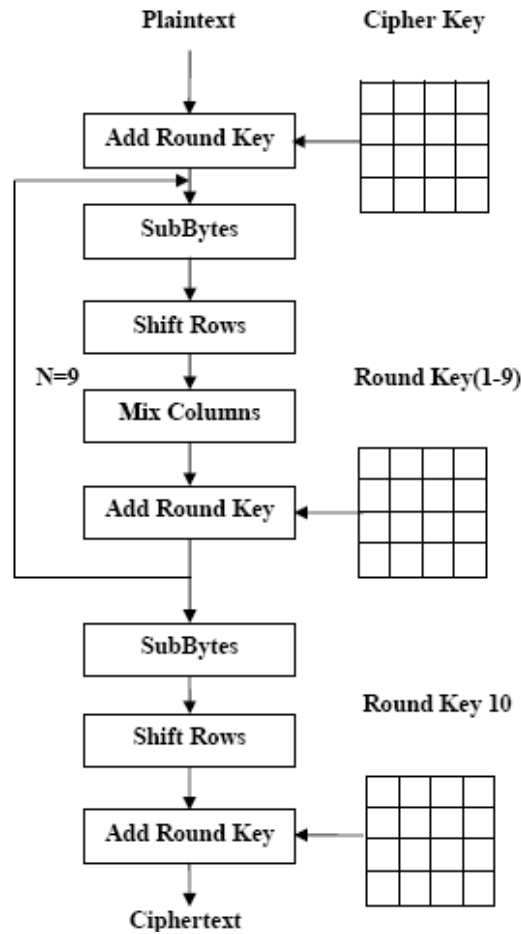 Plaintext
Cipher Key
Add Round Key
SubBytes
Shift Rows
N=9
Round Key(1-9)
Mix Columns
Add Round Key
SubBytes
Round Key 10
Shift Rows
Add Round Key
Ciphertext